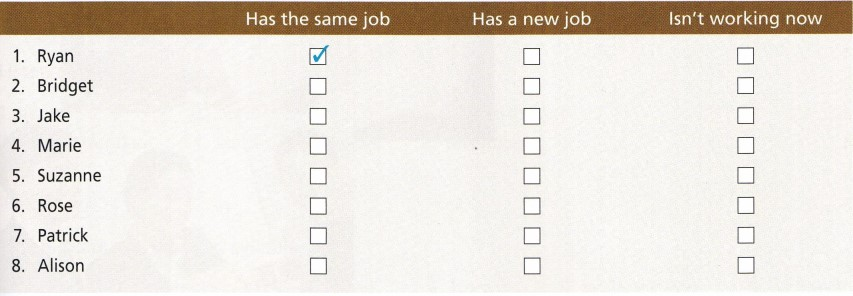 Has the same job Has a new job Isn't working now
1. Ryan
2. Bridget
3. Jake
4. Marie
5. Suzanne
6. Rose
7. Patrick
8. Alison